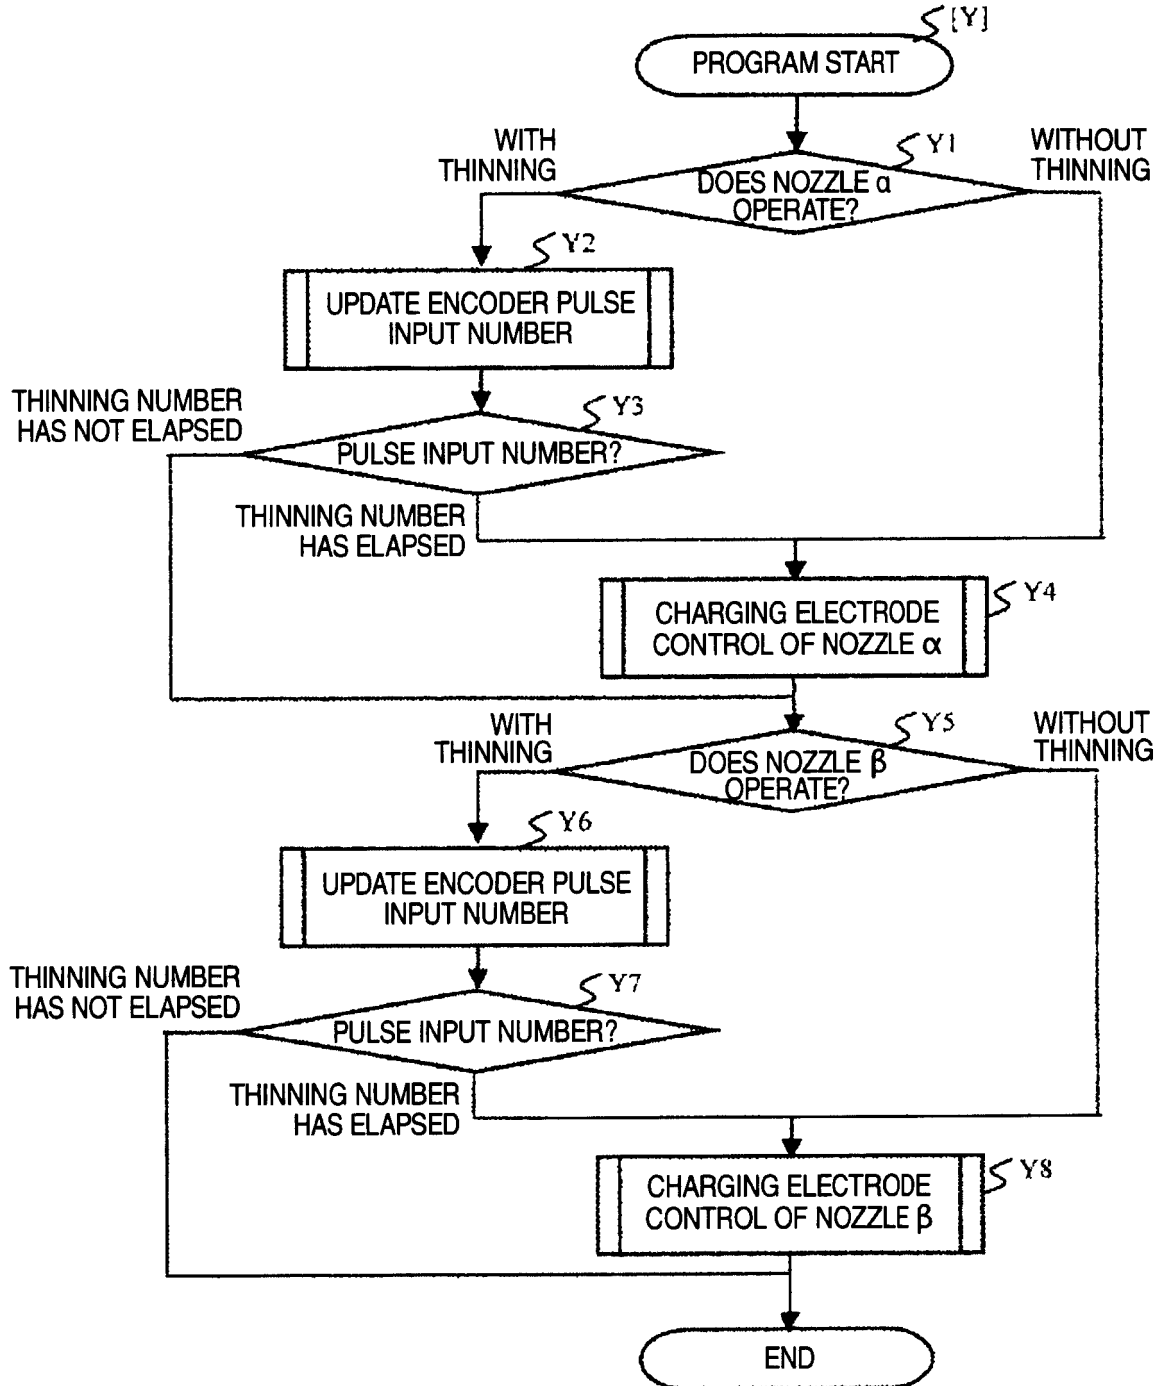 [Y]
PROGRAM START
Y1
WITH
THINNING
WITHOUT
THINNING
DOES NOZZLE α
OPERATE?
Y2
UPDATE ENCODER PULSE
INPUT NUMBER
Y3
THINNING NUMBER
HAS NOT ELAPSED
PULSE INPUT NUMBER?
THINNING NUMBER
HAS ELAPSED
Y4
CHARGING ELECTRODE
CONTROL OF NOZZLE α
Y5
WITH
THINNING
WITHOUT
THINNING
DOES NOZZLE β
OPERATE?
Y6
UPDATE ENCODER PULSE
INPUT NUMBER
Y7
THINNING NUMBER
HAS NOT ELAPSED
PULSE INPUT NUMBER?
THINNING NUMBER
HAS ELAPSED
Y8
CHARGING ELECTRODE
CONTROL OF NOZZLE β
END